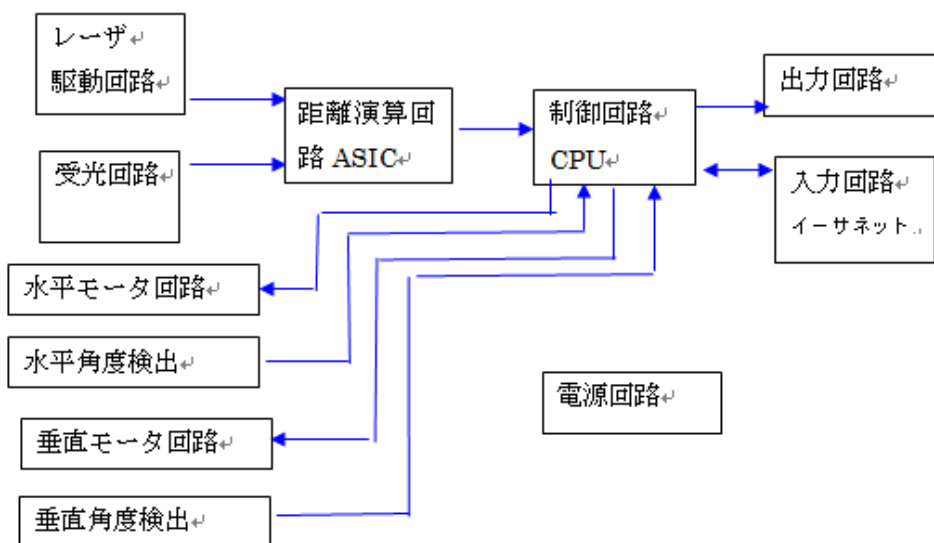 レーザ
駆動回路
受光回路
距離演算回
路 ASIC
制御回路
CPU
出力回路
入力回路
イーサネット
水平モータ回路
水平角度検出
垂直モータ回路
垂直角度検出
電源回路